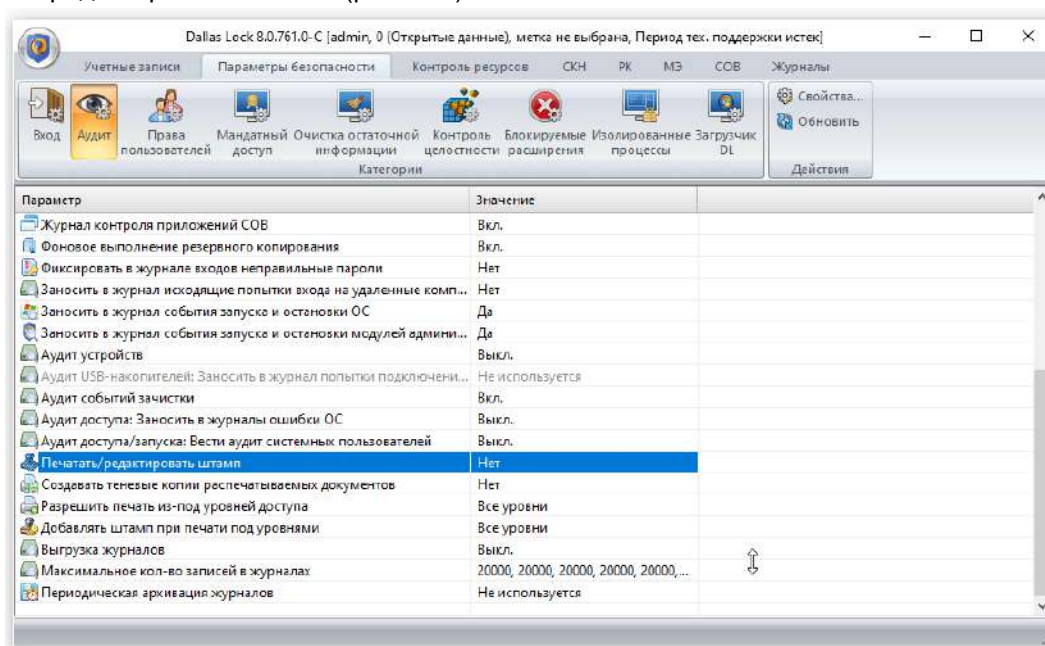 Dallas Lock 8.0.761.0-C [admin, 0 (Открытые данные), метка не выбрана, Период тех. поддержки истек]
Учетные записи Параметры безопасности Контроль ресурсов СКН РК МЭ СОВ Журналы
Вход Аудит Права пользователей Мандатный доступ Очистка остаточной информации Контроль целостности Блокируемые расширения Изолированные процессы Загрузчик DL
Свойства...
Обновить
Категории Действия
Параметр Значение
Журнал контроля приложений СОВ Вкл.
Фоновое выполнение резервного копирования Вкл.
Фиксировать в журнале входов неправильные пароли Нет
Заносить в журнал исходящие попытки входа на удаленные комп... Нет
Заносить в журнал события запуска и остановки ОС Да
Заносить в журнал события запуска и остановки модулей админи... Да
Аудит устройств Выкл.
Аудит USB-накопителей: Заносить в журнал попытки подключени... Не используется
Аудит событий зачистки Вкл.
Аудит доступа: Заносить в журналы ошибки ОС Выкл.
Аудит доступа/запуска: Вести аудит системных пользователей Выкл.
Печатать/редактировать штамп Нет
Создавать теневые копии распечатываемых документов Нет
Разрешить печать из-под уровней доступа Все уровни
Добавлять штамп при печати под уровнями Все уровни
Выгрузка журналов Выкл.
Максимальное кол-во записей в журналах 20000, 20000, 20000, 20000, 20000,...
Периодическая архивация журналов Не используется